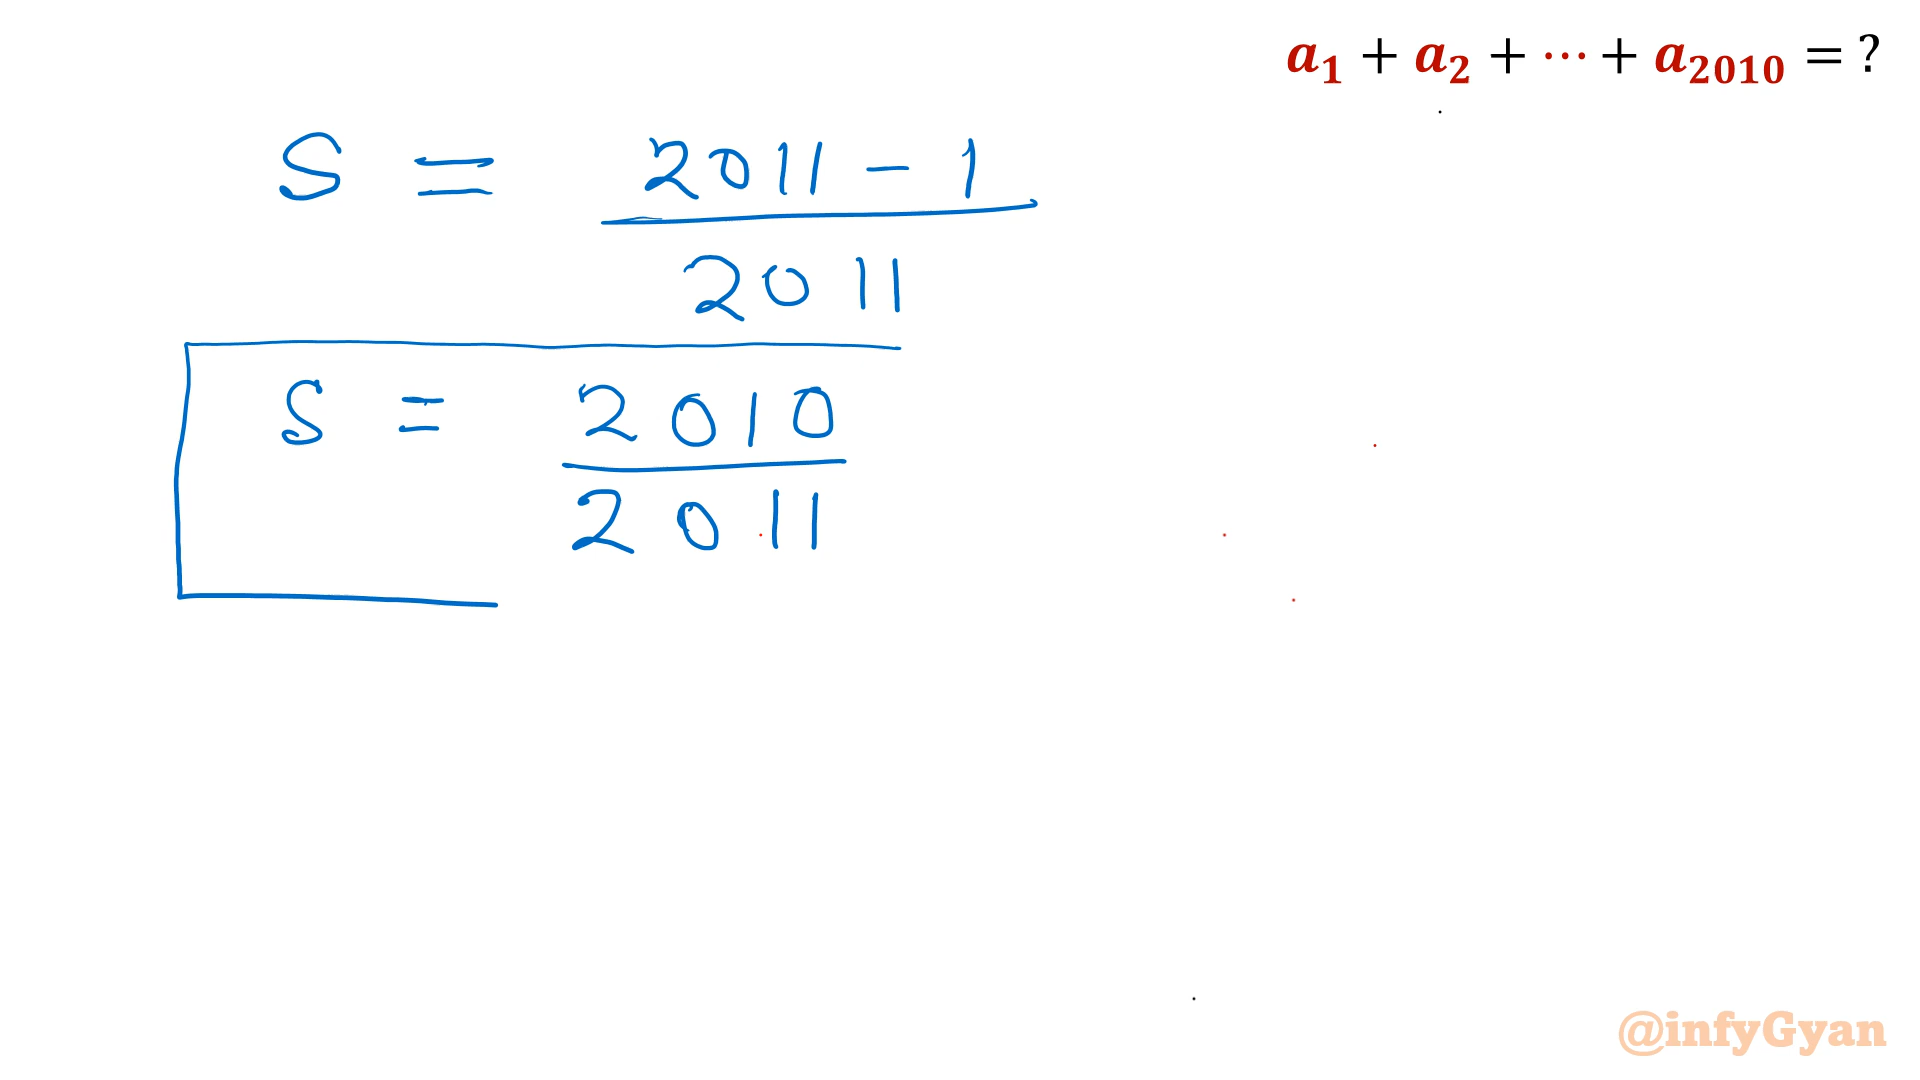 a₁ + a₂ + ⋯ + a₂₀₁₀ = ?
S = 2011 - 1
2011
S = 2010
2011
@infyGyan